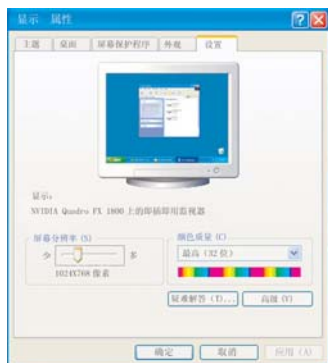 显示 属性
主题 桌面 屏幕保护程序 外观 设置
显示:
NVIDIA Quadro FX 1800 上的即插即用监视器
屏幕分辨率 (S)
少 多
1024X768 像素
颜色质量 (C)
最高 (32 位)
疑难解答 (T)... 高级 (V)
确定 取消 应用 (A)